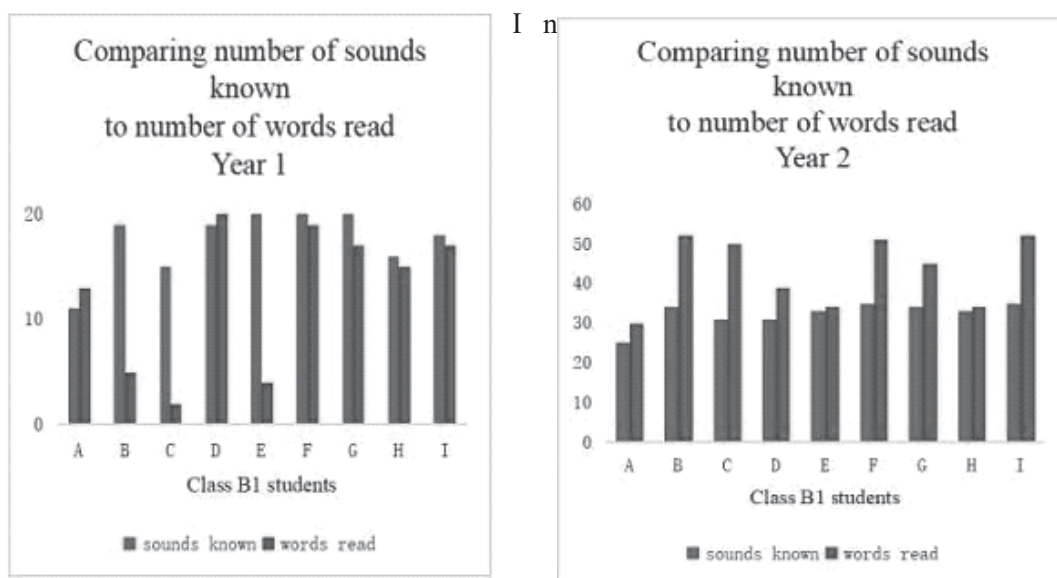 Comparing number of sounds
known
to number of words read
Year 1
20
10
0
A B C D E F G H I
Class B1 students
sounds known words read
I n
Comparing number of sounds
known
to number of words read
Year 2
60
50
40
30
20
10
0
A B C D E F G H I
Class B1 students
sounds known words read